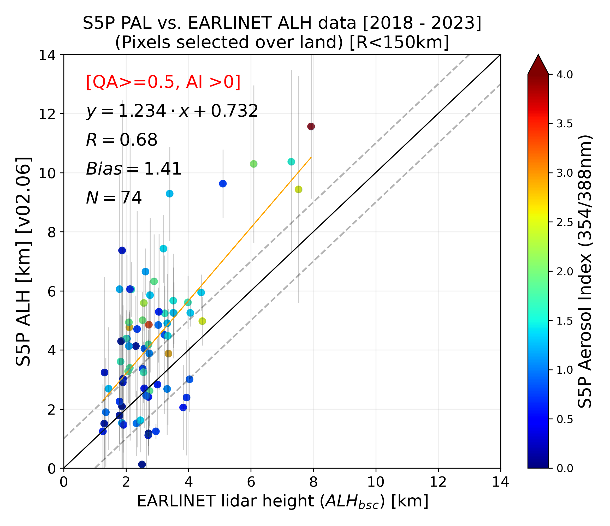 S5P PAL vs. EARLINET ALH data [2018 - 2023]
(Pixels selected over land) [R<150km]
[QA>=0.5, AI >0]
y = 1.234 · x + 0.732
R = 0.68
Bias = 1.41
N = 74
14
12
10
8
6
4
2
0
S5P ALH [km] [v02.06]
0 2 4 6 8 10 12 14
EARLINET lidar height (ALH_bsc) [km]
4.0
3.5
3.0
2.5
2.0
1.5
1.0
0.5
0.0
S5P Aerosol Index (354/388nm)